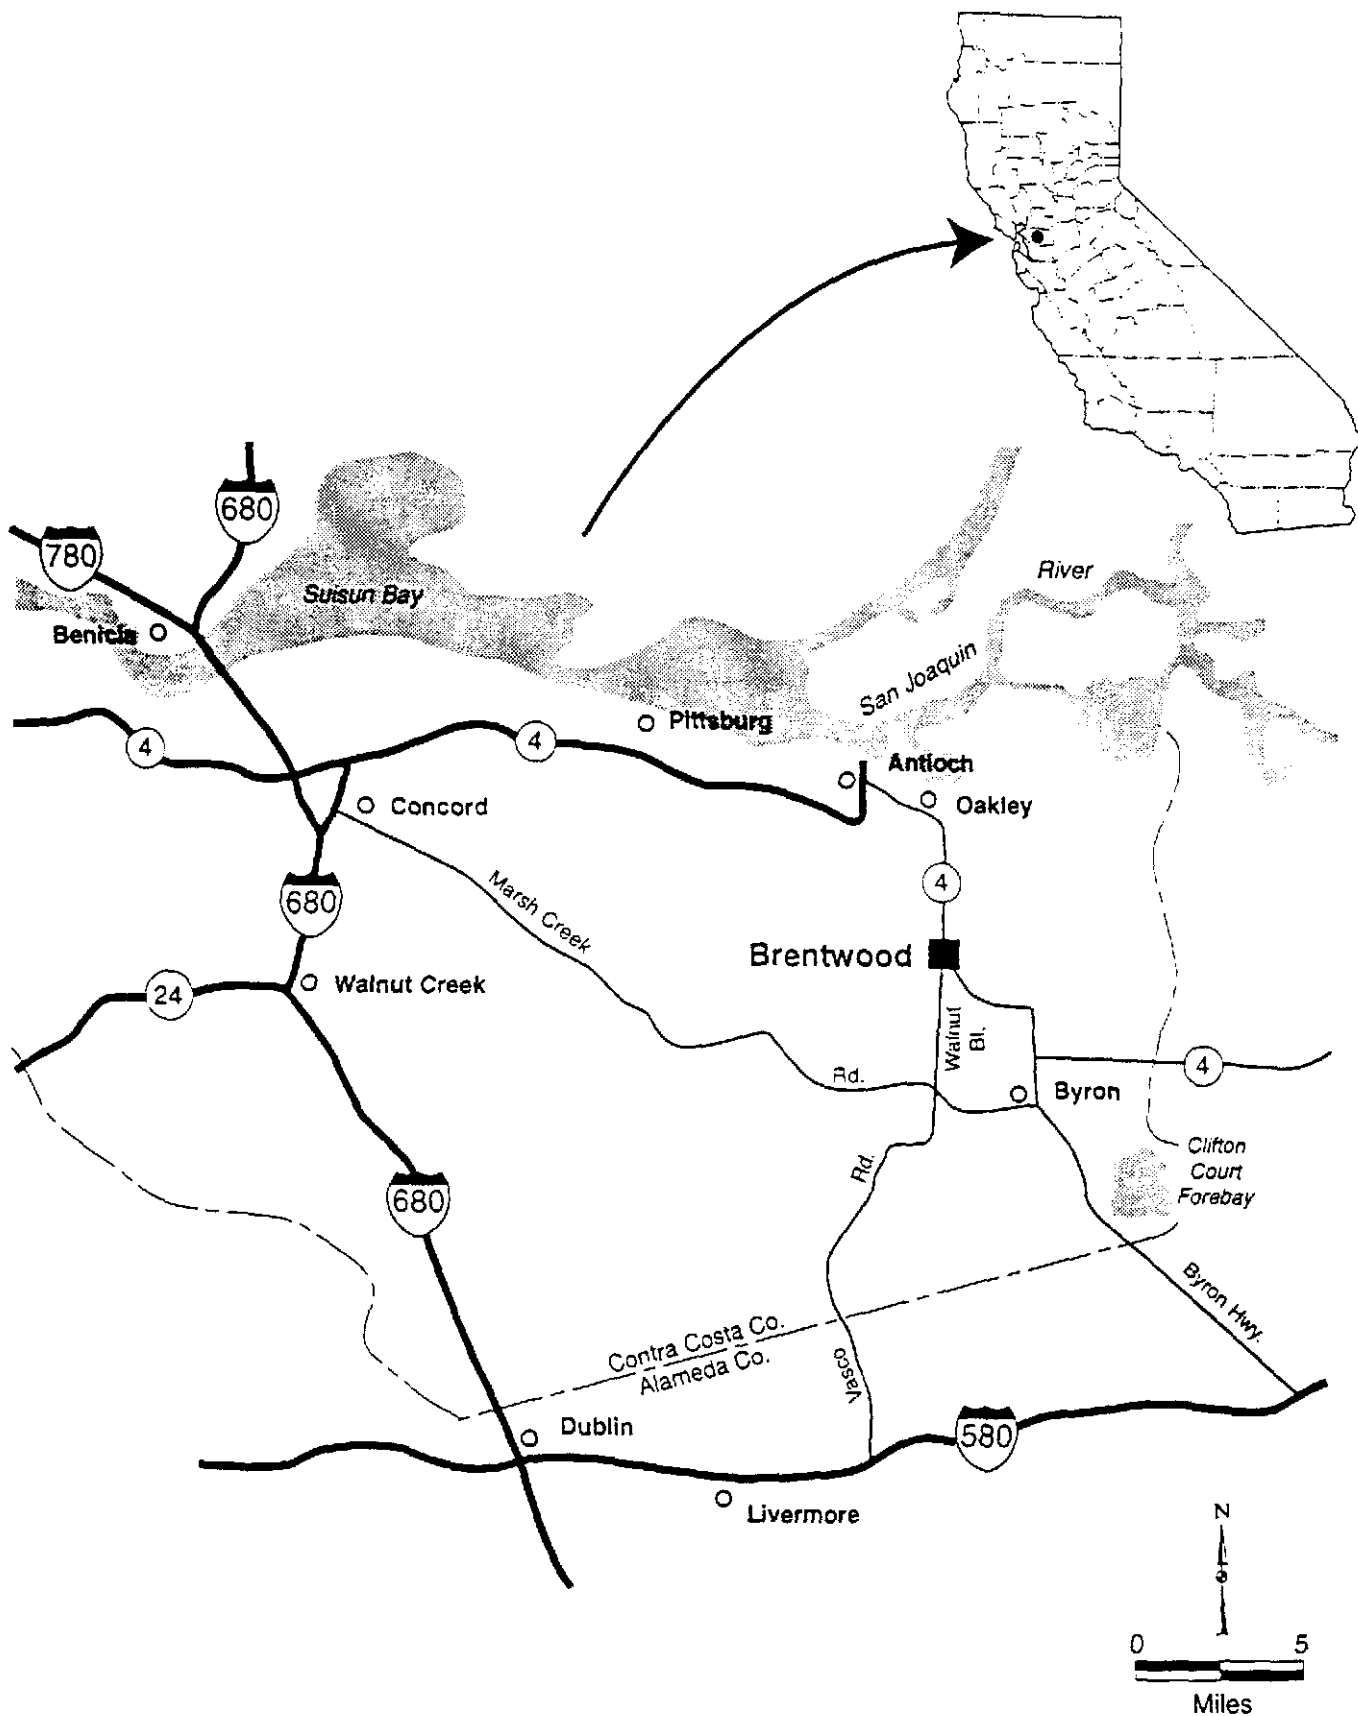 680
780
Suisun Bay
River
Benicia
San Joaquin
Pittsburg
4
4
Antioch
Concord
Oakley
Marsh Creek
4
680
Brentwood
Walnut Creek
24
Walnut
Bl.
Rd.
4
Byron
Clifton
Court
Forebay
Rd.
680
Byron Hwy.
Contra Costa Co.
Alameda Co.
Vasco
Dublin
580
Livermore
N
0 5
Miles